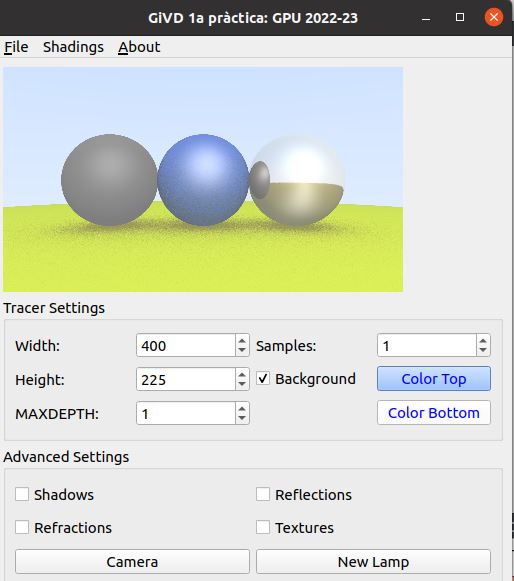 GiVD 1a pràctica: GPU 2022-23
File Shadings About
Tracer Settings
Width: 400 Samples: 1
Height: 225 Background Color Top
MAXDEPTH: 1 Color Bottom
Advanced Settings
Shadows Reflections
Refractions Textures
Camera New Lamp